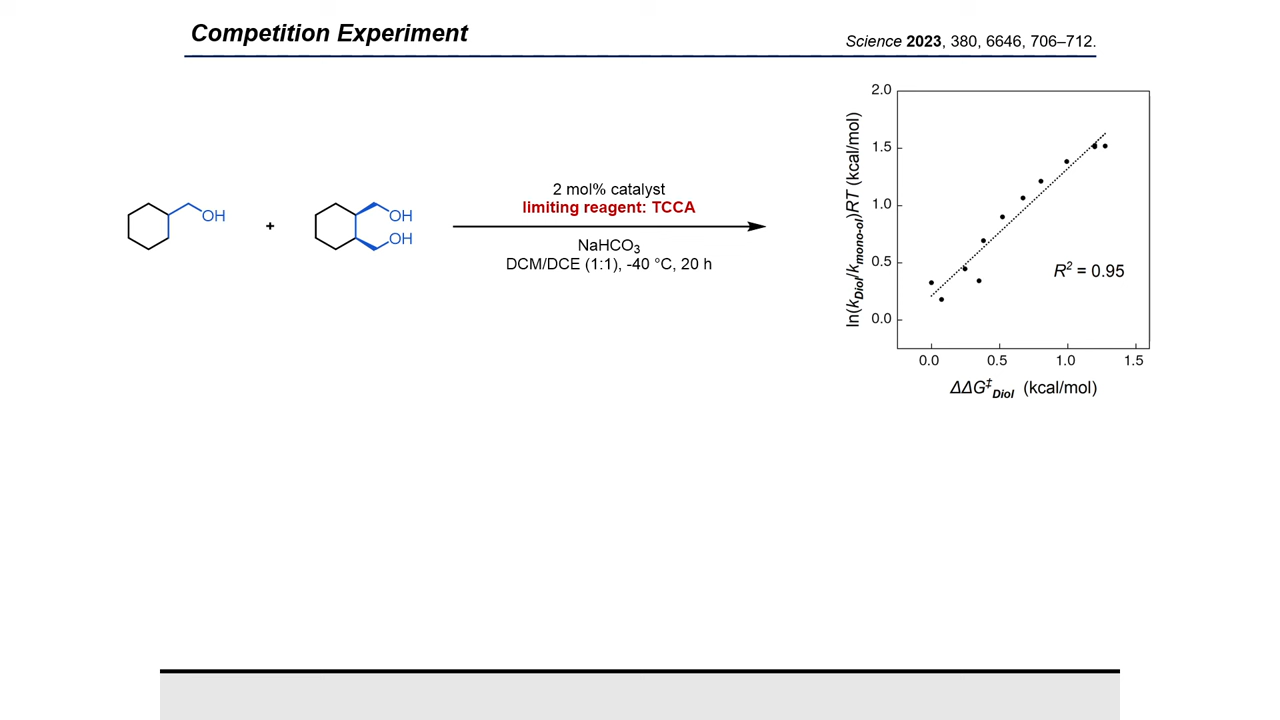 Competition Experiment
Science 2023, 380, 6646, 706–712.
OH
+
OH
OH
2 mol% catalyst
limiting reagent: TCCA
NaHCO3
DCM/DCE (1:1), -40 °C, 20 h
ln(kDiol/kmono-ol)RT (kcal/mol)
2.0
1.5
1.0
0.5
0.0
R2 = 0.95
0.0 0.5 1.0 1.5
ΔΔG‡Diol (kcal/mol)